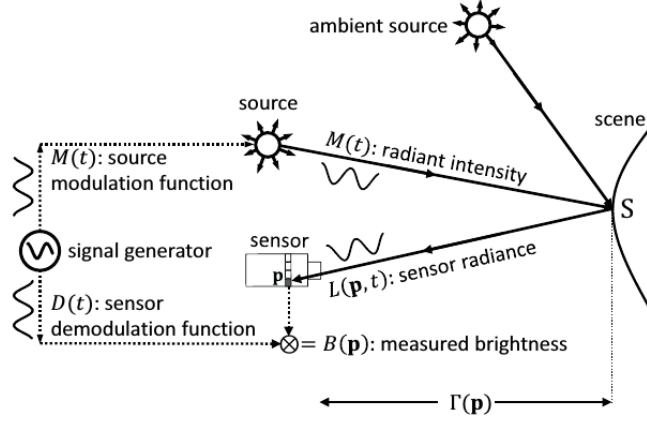 ambient source
source
scene
M(t): radiant intensity
M(t): source
modulation function
S
signal generator
sensor
p
L(p, t): sensor radiance
D(t): sensor
demodulation function
= B(p): measured brightness
Γ(p)